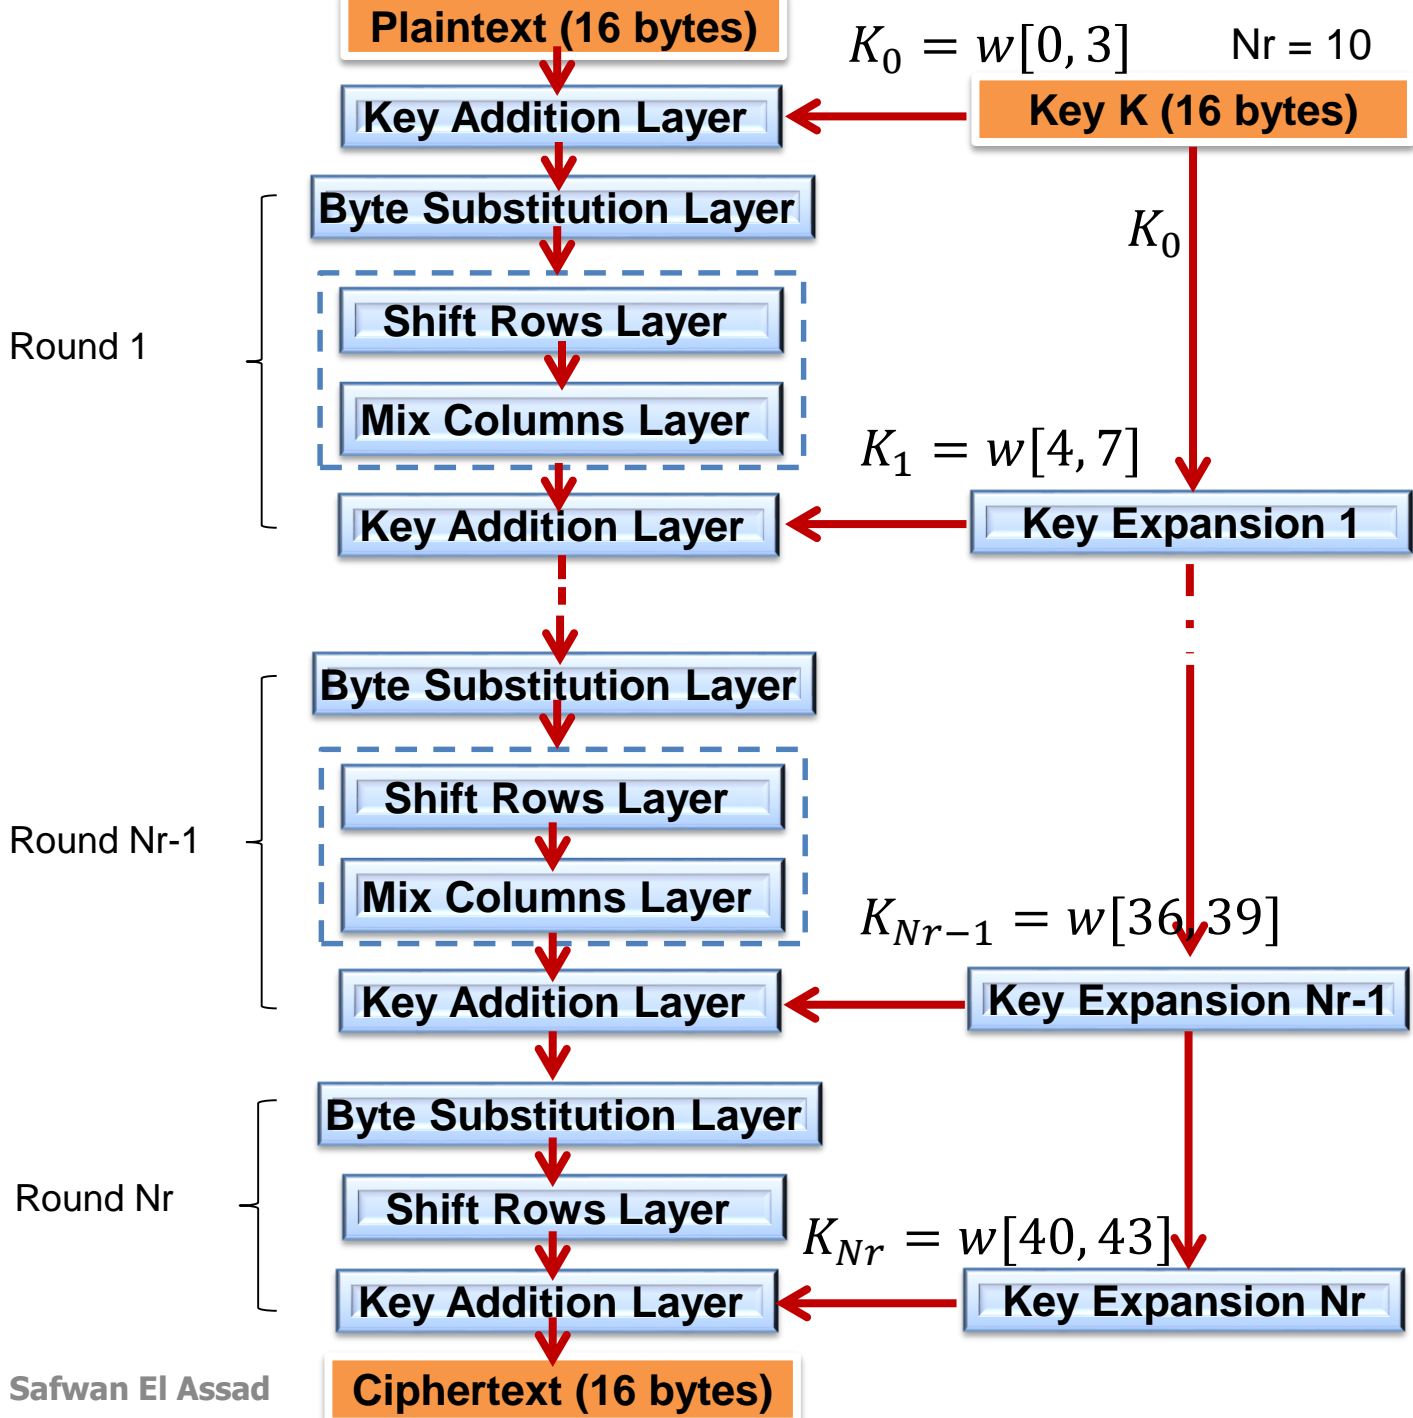 Plaintext (16 bytes)
K₀ = w[0, 3]
Nr = 10
Key Addition Layer
Key K (16 bytes)
Byte Substitution Layer
K₀
Shift Rows Layer
Round 1
Mix Columns Layer
K₁ = w[4, 7]
Key Addition Layer
Key Expansion 1
Byte Substitution Layer
Shift Rows Layer
Round Nr-1
Mix Columns Layer
K_{Nr−1} = w[36, 39]
Key Addition Layer
Key Expansion Nr-1
Byte Substitution Layer
Round Nr
Shift Rows Layer
K_{Nr} = w[40, 43]
Key Addition Layer
Key Expansion Nr
Safwan El Assad
Ciphertext (16 bytes)